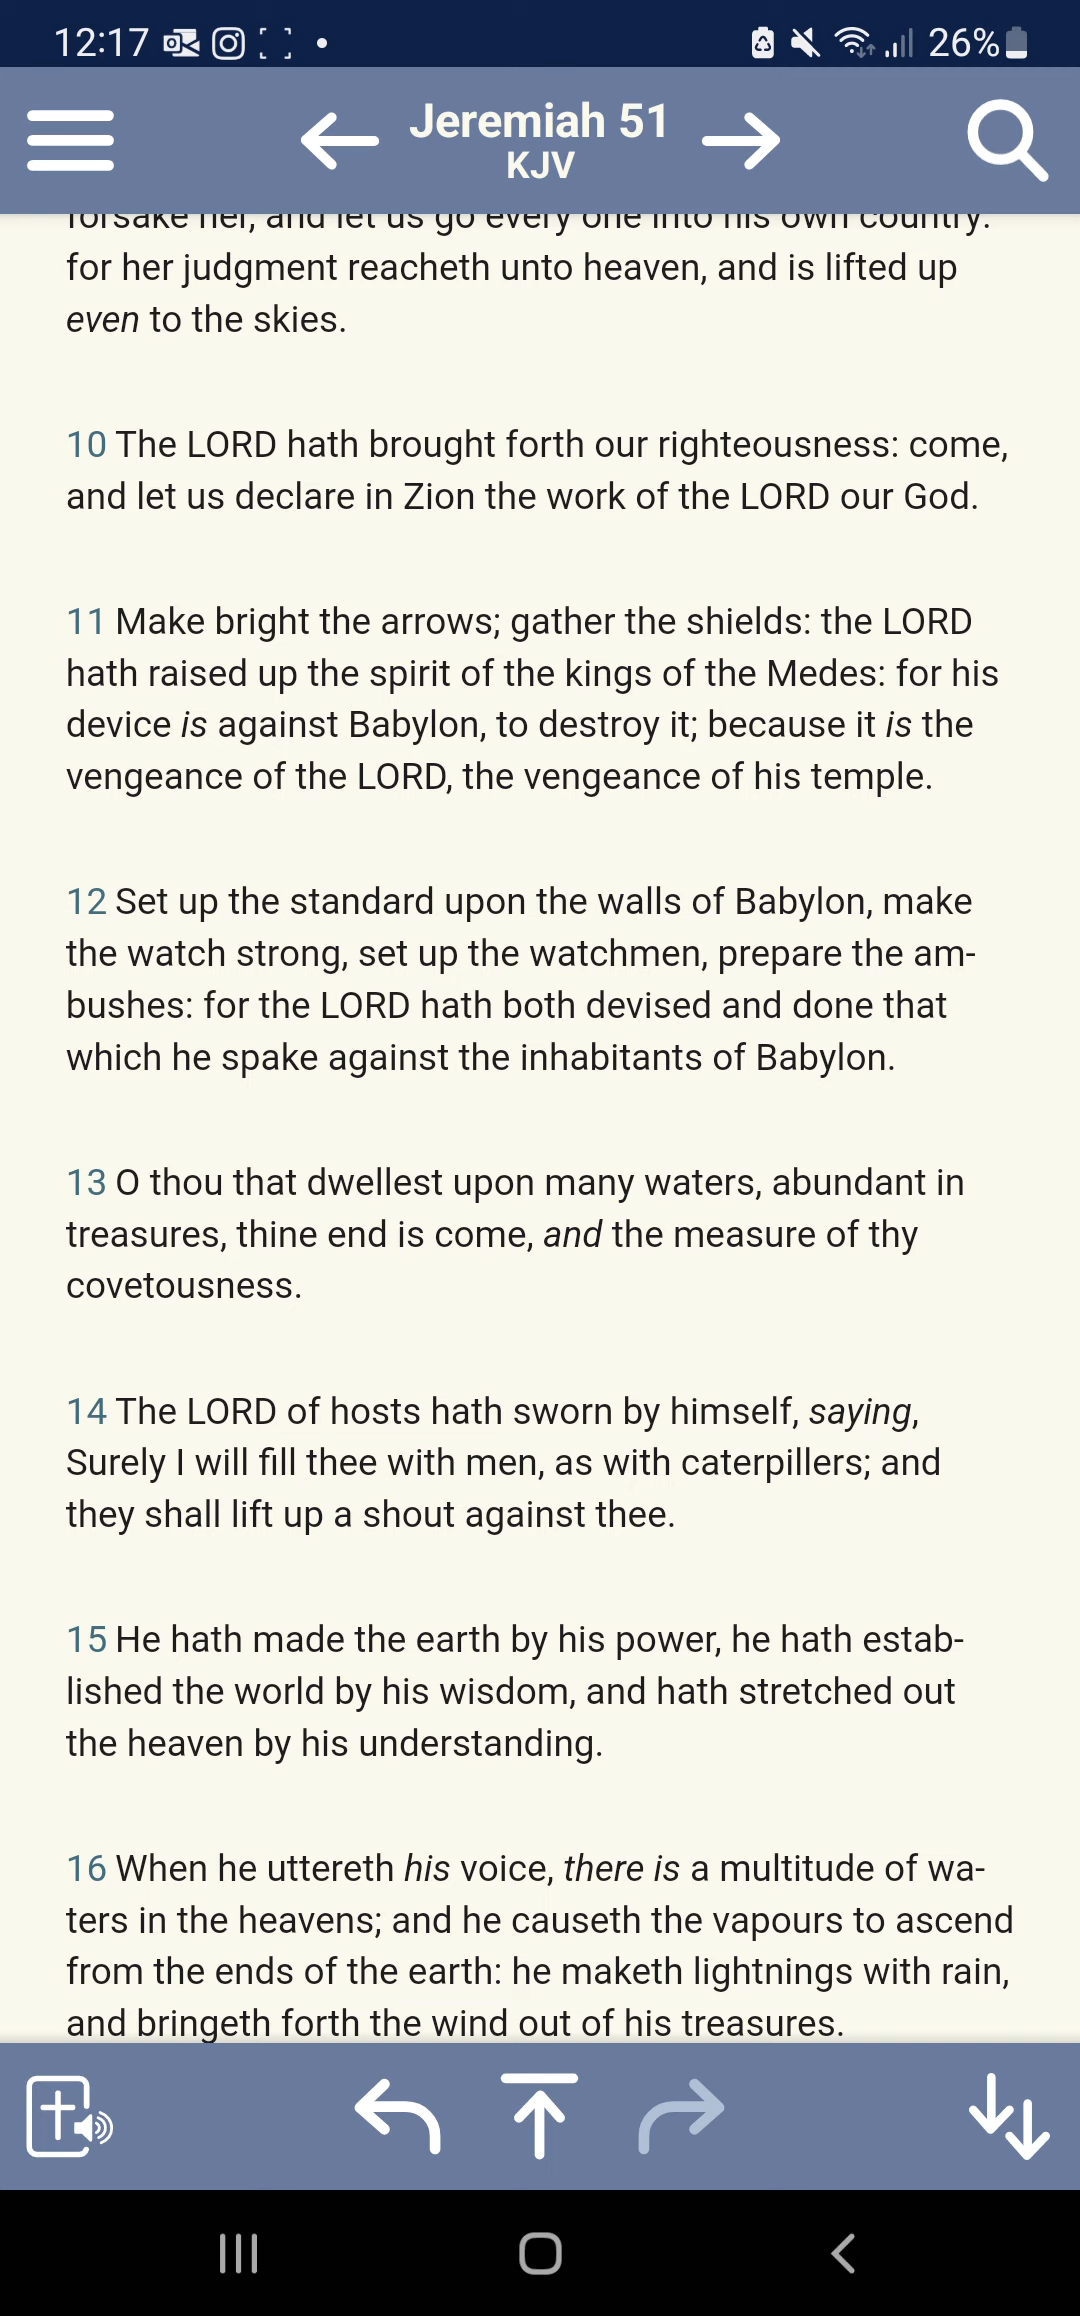 12:17
26%
Jeremiah 51
KJV
forsake her, and let us go every one into his own country:
for her judgment reacheth unto heaven, and is lifted up
even to the skies.
10 The LORD hath brought forth our righteousness: come,
and let us declare in Zion the work of the LORD our God.
11 Make bright the arrows; gather the shields: the LORD
hath raised up the spirit of the kings of the Medes: for his
device is against Babylon, to destroy it; because it is the
vengeance of the LORD, the vengeance of his temple.
12 Set up the standard upon the walls of Babylon, make
the watch strong, set up the watchmen, prepare the am-
bushes: for the LORD hath both devised and done that
which he spake against the inhabitants of Babylon.
13 O thou that dwellest upon many waters, abundant in
treasures, thine end is come, and the measure of thy
covetousness.
14 The LORD of hosts hath sworn by himself, saying,
Surely I will fill thee with men, as with caterpillers; and
they shall lift up a shout against thee.
15 He hath made the earth by his power, he hath estab-
lished the world by his wisdom, and hath stretched out
the heaven by his understanding.
16 When he uttereth his voice, there is a multitude of wa-
ters in the heavens; and he causeth the vapours to ascend
from the ends of the earth: he maketh lightnings with rain,
and bringeth forth the wind out of his treasures.